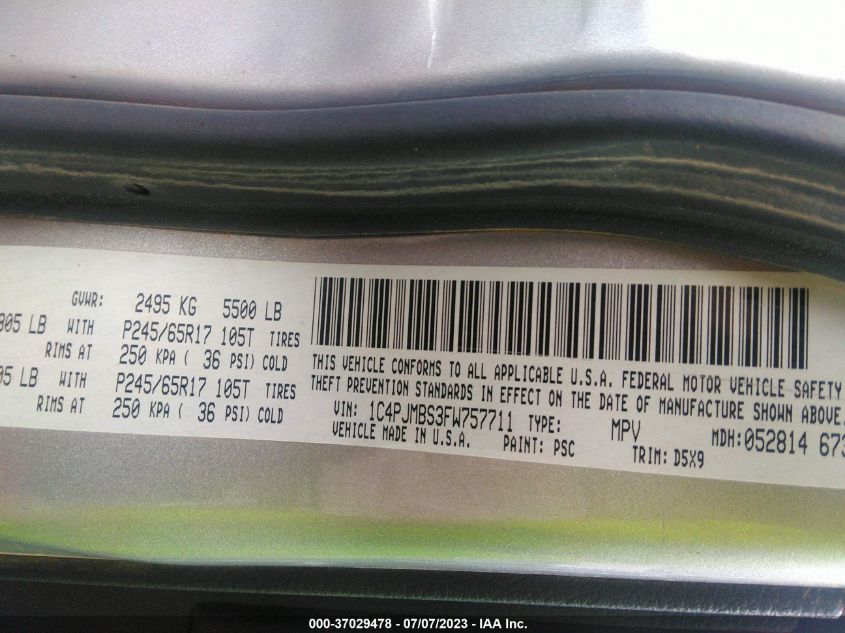 GVWR: 2495 KG 5500 LB
LB WITH P245/65R17 105T TIRES
RIMS AT 250 KPA ( 36 PSI) COLD
LB WITH P245/65R17 105T TIRES
RIMS AT 250 KPA ( 36 PSI) COLD
THIS VEHICLE CONFORMS TO ALL APPLICABLE U.S.A. FEDERAL MOTOR VEHICLE SAFETY
THEFT PREVENTION STANDARDS IN EFFECT ON THE DATE OF MANUFACTURE SHOWN ABOVE.
VIN: 1C4PJMBS3FW757711 TYPE: MPV MDH: 052814 673
VEHICLE MADE IN U.S.A. PAINT: PSC TRIM: D5X9
000-37029478 - 07/07/2023 - IAA Inc.